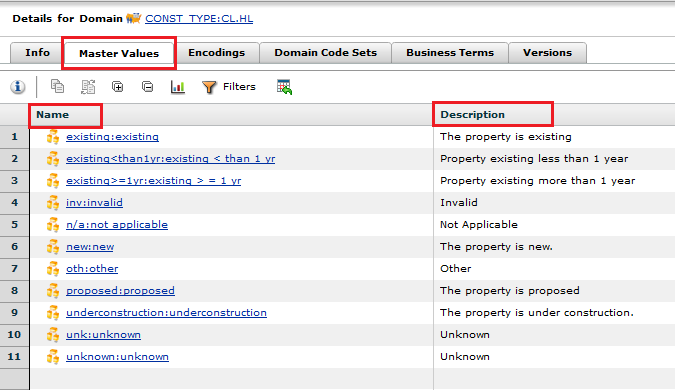 Details for Domain CONST_TYPE:CL.HL
Info Master Values Encodings Domain Code Sets Business Terms Versions
Filters
Name Description
1 existing:existing The property is existing
2 existing<than1yr:existing < than 1 yr Property existing less than 1 year
3 existing>=1yr:existing > = 1 yr Property existing more than 1 year
4 inv:invalid Invalid
5 n/a:not applicable Not Applicable
6 new:new The property is new.
7 oth:other Other
8 proposed:proposed The property is proposed
9 underconstruction:underconstruction The property is under construction.
10 unk:unknown Unknown
11 unknown:unknown Unknown